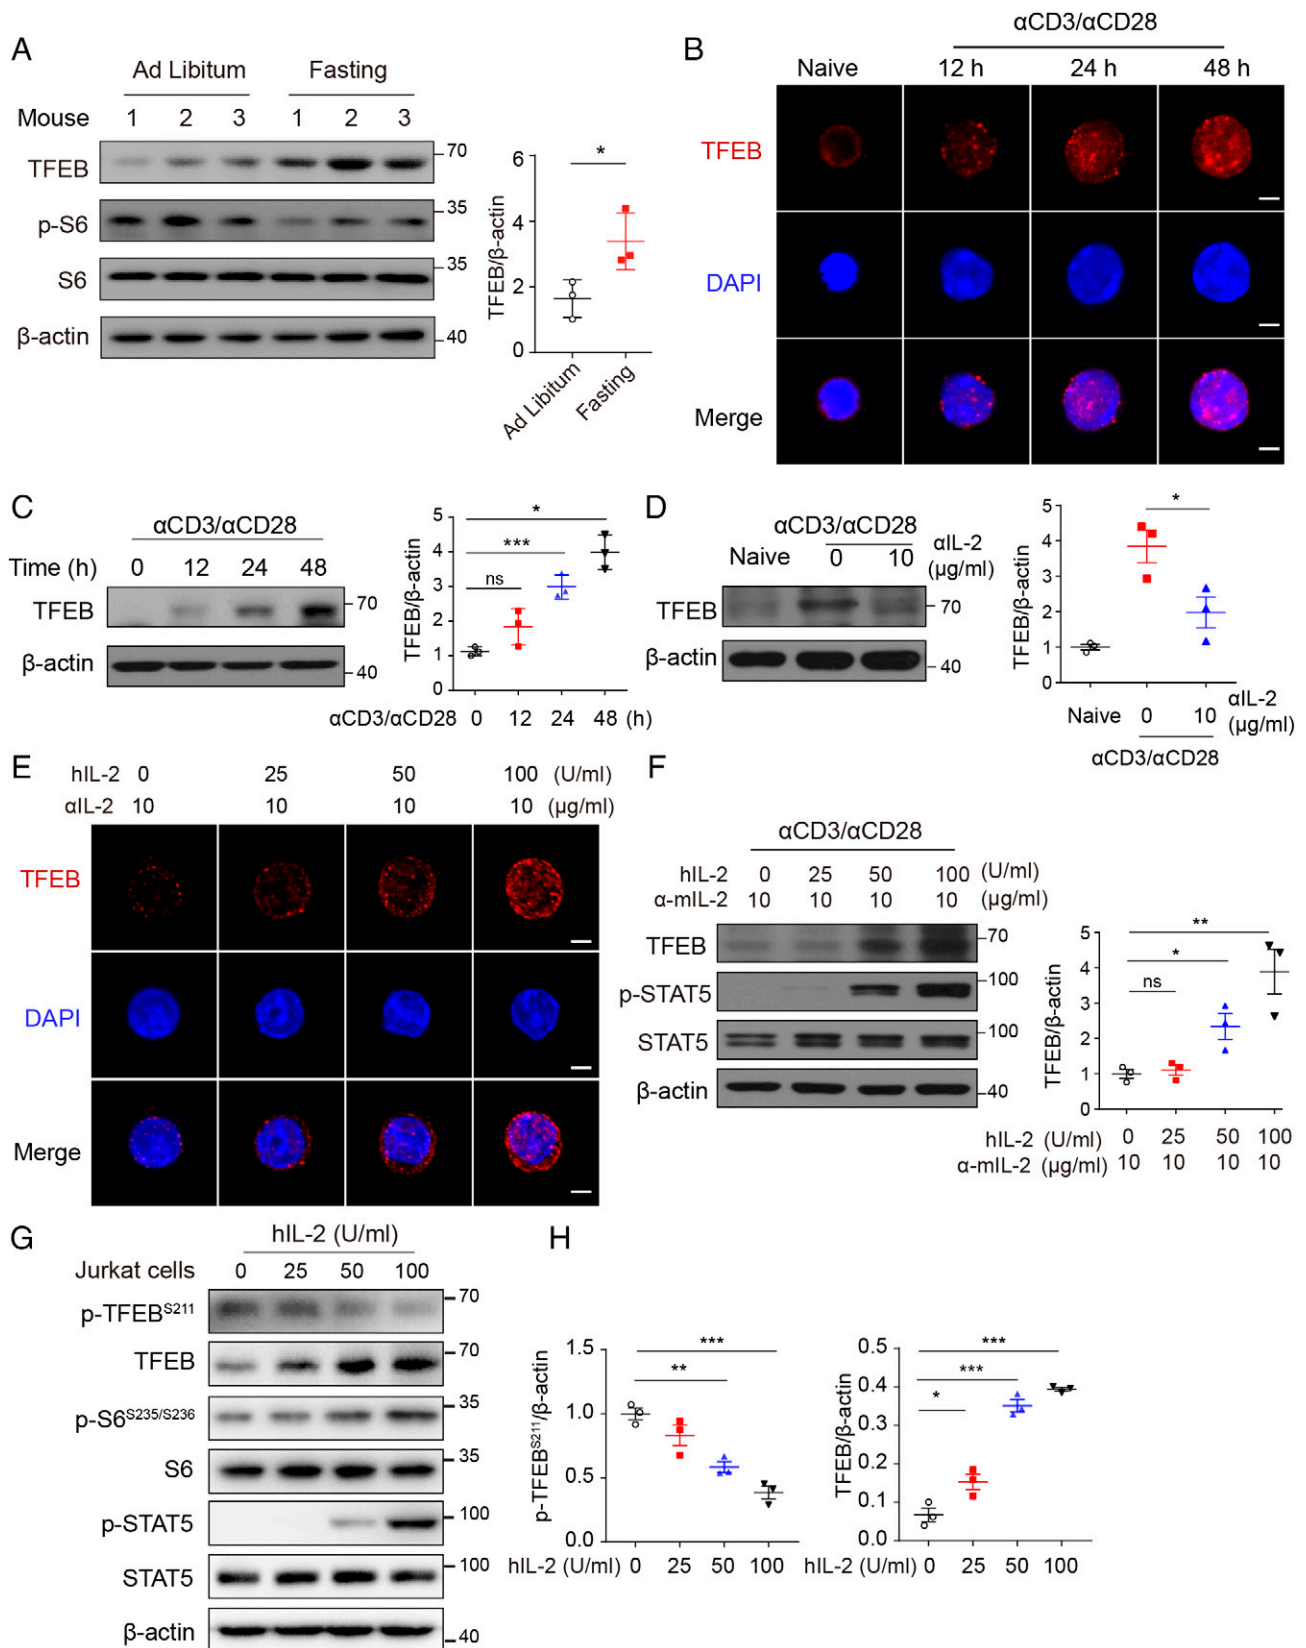 A
Ad Libitum Fasting
Mouse 1 2 3 1 2 3
TFEB 70
p-S6 35
S6 35
β-actin 40
TFEB/β-actin
6
4
2
0
*
Ad Libitum Fasting
B
αCD3/αCD28
Naive 12 h 24 h 48 h
TFEB
DAPI
Merge
C
αCD3/αCD28
Time (h) 0 12 24 48
TFEB 70
β-actin 40
TFEB/β-actin
5
4
3
2
1
0
*
***
ns
αCD3/αCD28 0 12 24 48 (h)
D
αCD3/αCD28
Naive 0 10 αIL-2 (μg/ml)
TFEB 70
β-actin 40
TFEB/β-actin
5
4
3
2
1
0
*
Naive 0 10 αIL-2 (μg/ml)
αCD3/αCD28
E
hIL-2 0 25 50 100 (U/ml)
αIL-2 10 10 10 10 (μg/ml)
TFEB
DAPI
Merge
F
αCD3/αCD28
hIL-2 0 25 50 100 (U/ml)
α-mIL-2 10 10 10 10 (μg/ml)
TFEB 70
p-STAT5 100
STAT5 100
β-actin 40
TFEB/β-actin
5
4
3
2
1
0
**
*
ns
hIL-2 (U/ml) 0 25 50 100
α-mIL-2 (μg/ml) 10 10 10 10
G
hIL-2 (U/ml)
Jurkat cells 0 25 50 100
p-TFEB^S211 70
TFEB 70
p-S6^S235/S236 35
S6 35
p-STAT5 100
STAT5 100
β-actin 40
H
p-TFEB^S211/β-actin
1.5
1.0
0.5
0.0
***
**
hIL-2 (U/ml) 0 25 50 100
TFEB/β-actin
0.5
0.4
0.3
0.2
0.1
0.0
***
***
*
hIL-2 (U/ml) 0 25 50 100